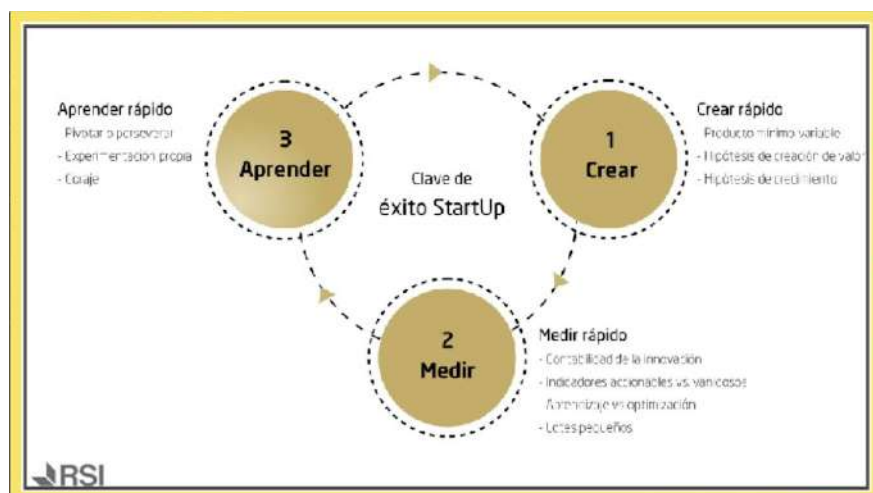 Aprender rápido
- Pivotar o perseverar
- Experimentación propia
- Coraje
3
Aprender
Clave de
éxito StartUp
1
Crear
Crear rápido
- Producto mínimo variable
- Hipótesis de creación de valor
- Hipótesis de crecimiento
2
Medir
Medir rápido
- Contabilidad de la innovación
- Indicadores accionables vs. vanidosos
- Aprendizaje vs optimización
- Lotes pequeños
RSI